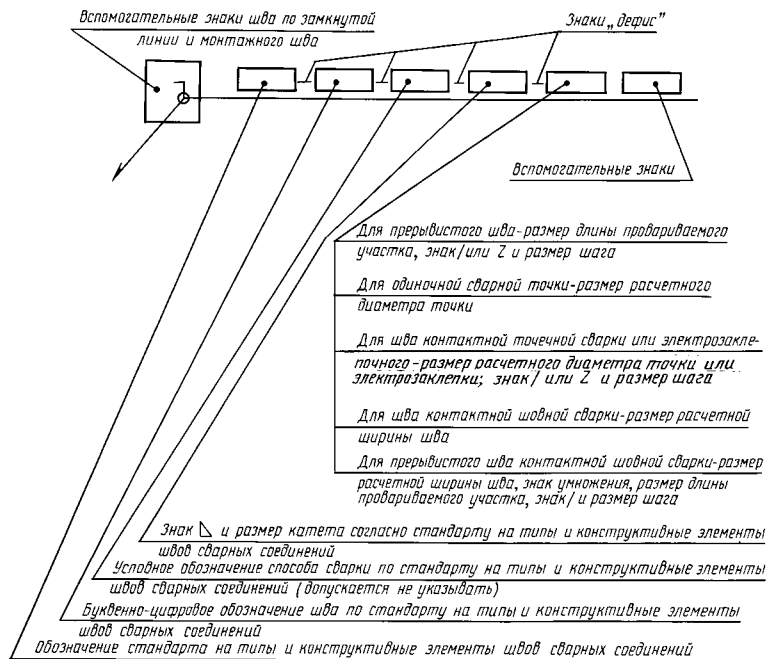 Вспомогательные знаки шва по замкнутой
линии и монтажного шва
Знаки „дефис”
Вспомогательные знаки
Для прерывистого шва-размер длины провариваемого
участка, знак/или Z и размер шага
Для одиночной сварной точки-размер расчетного
диаметра точки
Для шва контактной точечной сварки или электрозакле-
почного-размер расчетного диаметра точки или
электрозаклепки; знак/ или Z и размер шага
Для шва контактной шовной сварки-размер расчетной
ширины шва
Для прерывистого шва контактной шовной сварки-размер
расчетной ширины шва, знак умножения, размер длины
провариваемого участка, знак/ и размер шага
Знак ◺ и размер катета согласно стандарту на типы и конструктивные элементы
швов сварных соединений
Условное обозначение способа сварки по стандарту на типы и конструктивные элементы
швов сварных соединений (допускается не указывать)
Буквенно-цифровое обозначение шва по стандарту на типы и конструктивные элементы
швов сварных соединений
Обозначение стандарта на типы и конструктивные элементы швов сварных соединений